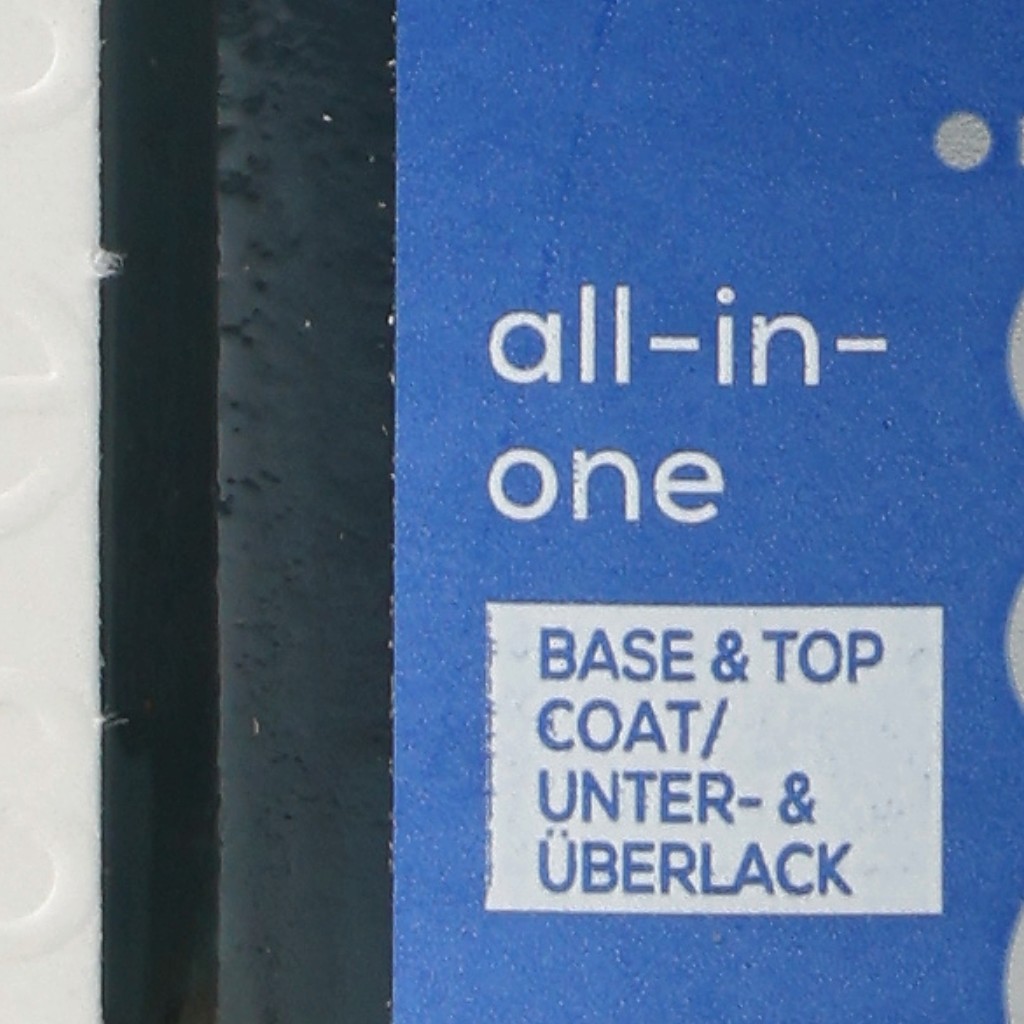 all-in-
one
BASE & TOP
COAT/
UNTER- &
ÜBERLACK